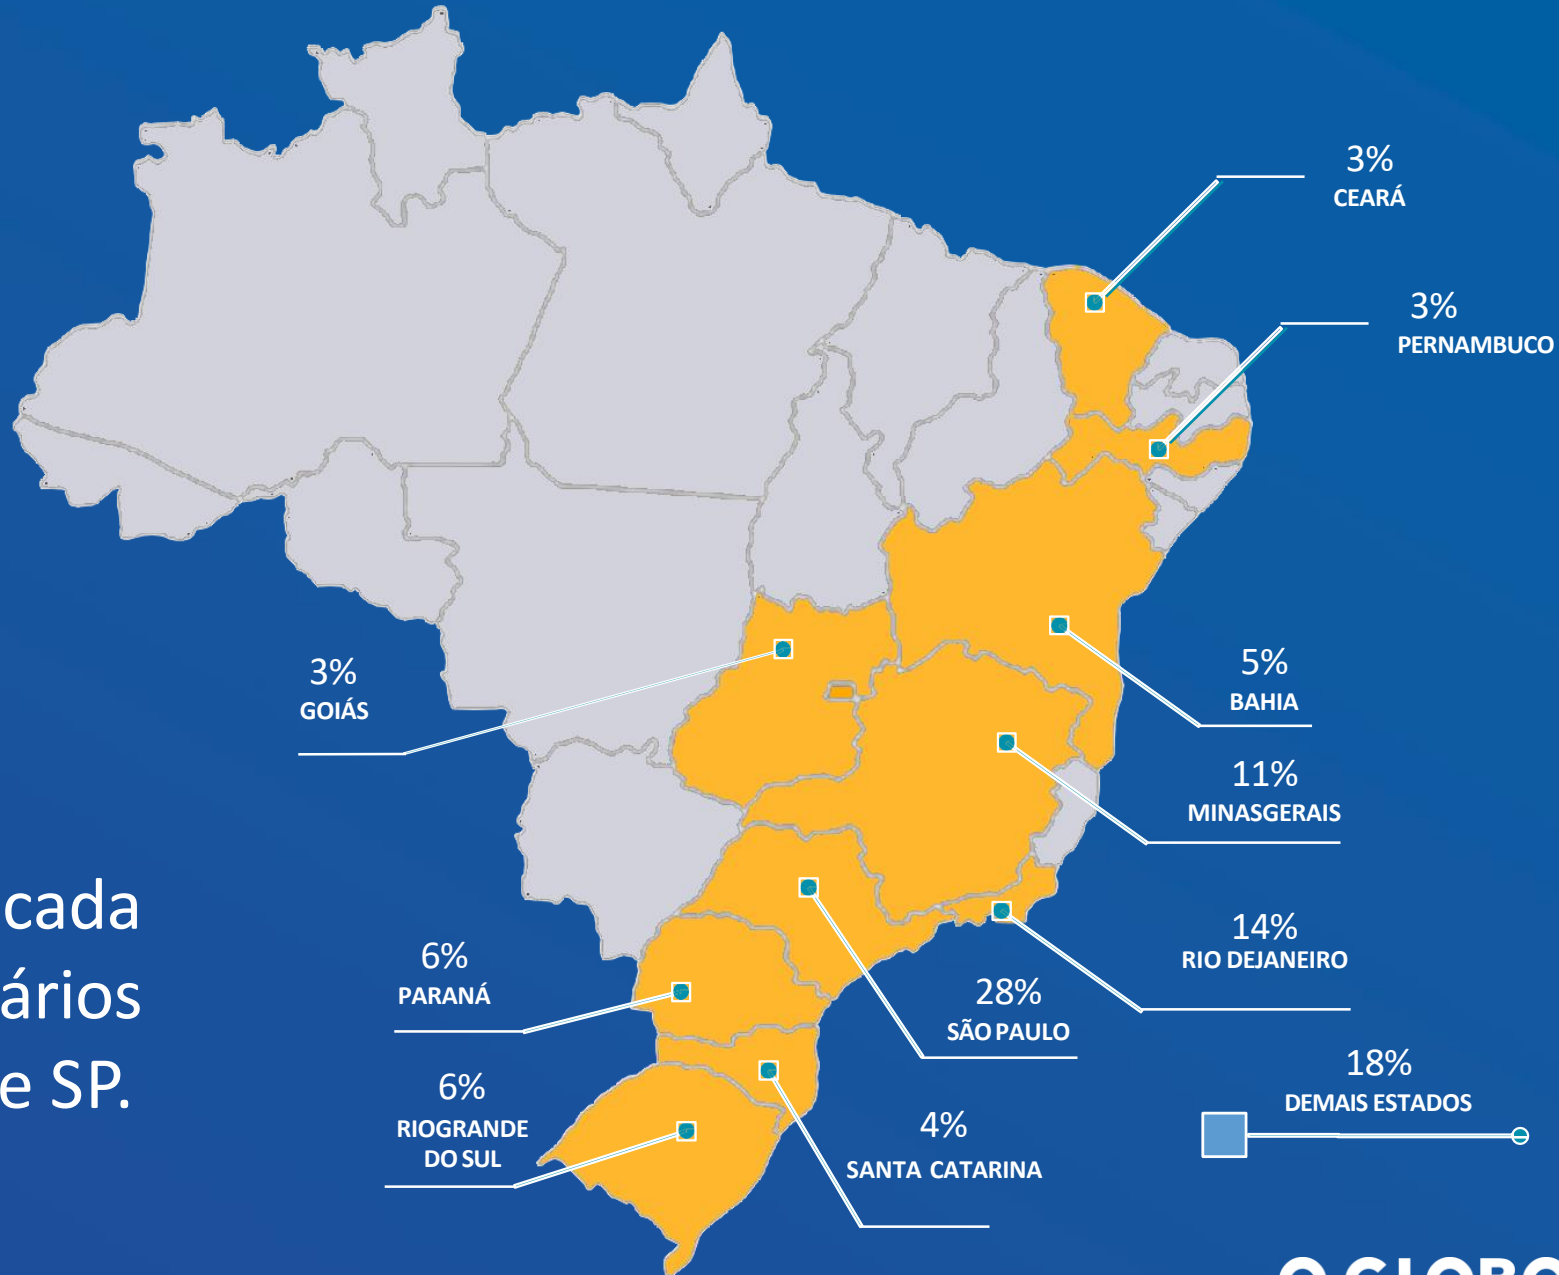 3%
CEARÁ
3%
PERNAMBUCO
3%
GOIÁS
5%
BAHIA
11%
MINASGERAIS
cada
ários
e SP.
6%
PARANÁ
14%
RIO DEJANEIRO
28%
SÃO PAULO
6%
RIOGRANDE
DO SUL
4%
SANTA CATARINA
18%
DEMAIS ESTADOS
O GLOBO